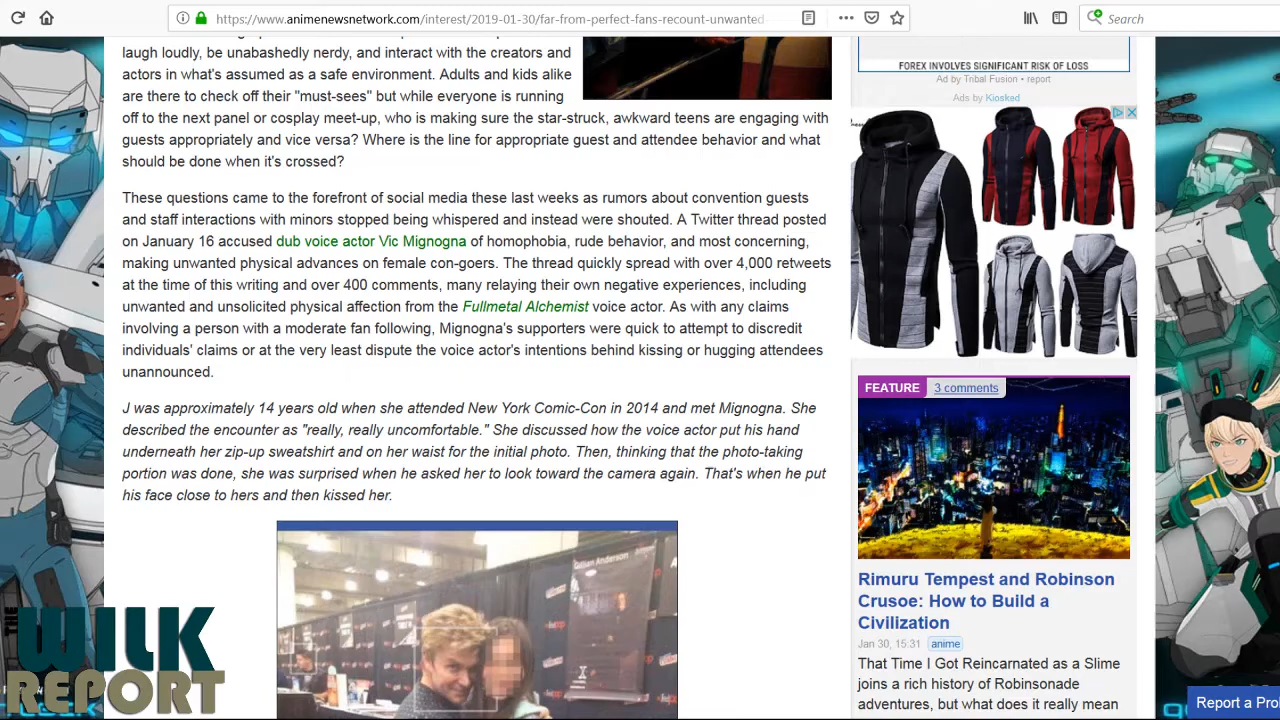 https://www.animenewsnetwork.com/interest/2019-01-30/far-from-perfect-fans-recount-unwanted
Search
laugh loudly, be unabashedly nerdy, and interact with the creators and
actors in what's assumed as a safe environment. Adults and kids alike
are there to check off their "must-sees" but while everyone is running
off to the next panel or cosplay meet-up, who is making sure the star-struck, awkward teens are engaging with
guests appropriately and vice versa? Where is the line for appropriate guest and attendee behavior and what
should be done when it's crossed?
These questions came to the forefront of social media these last weeks as rumors about convention guests
and staff interactions with minors stopped being whispered and instead were shouted. A Twitter thread posted
on January 16 accused dub voice actor Vic Mignogna of homophobia, rude behavior, and most concerning,
making unwanted physical advances on female con-goers. The thread quickly spread with over 4,000 retweets
at the time of this writing and over 400 comments, many relaying their own negative experiences, including
unwanted and unsolicited physical affection from the Fullmetal Alchemist voice actor. As with any claims
involving a person with a moderate fan following, Mignogna's supporters were quick to attempt to discredit
individuals' claims or at the very least dispute the voice actor's intentions behind kissing or hugging attendees
unannounced.
J was approximately 14 years old when she attended New York Comic-Con in 2014 and met Mignogna. She
described the encounter as "really, really uncomfortable." She discussed how the voice actor put his hand
underneath her zip-up sweatshirt and on her waist for the initial photo. Then, thinking that the photo-taking
portion was done, she was surprised when he asked her to look toward the camera again. That's when he put
his face close to hers and then kissed her.
Gillian Anderson
FOREX INVOLVES SIGNIFICANT RISK OF LOSS
Ad by Tribal Fusion • report
Ads by Kiosked
FEATURE 3 comments
Rimuru Tempest and Robinson
Crusoe: How to Build a
Civilization
Jan 30, 15:31 anime
That Time I Got Reincarnated as a Slime
joins a rich history of Robinsonade
adventures, but what does it really mean
Report a Pro
WILK
REPORT